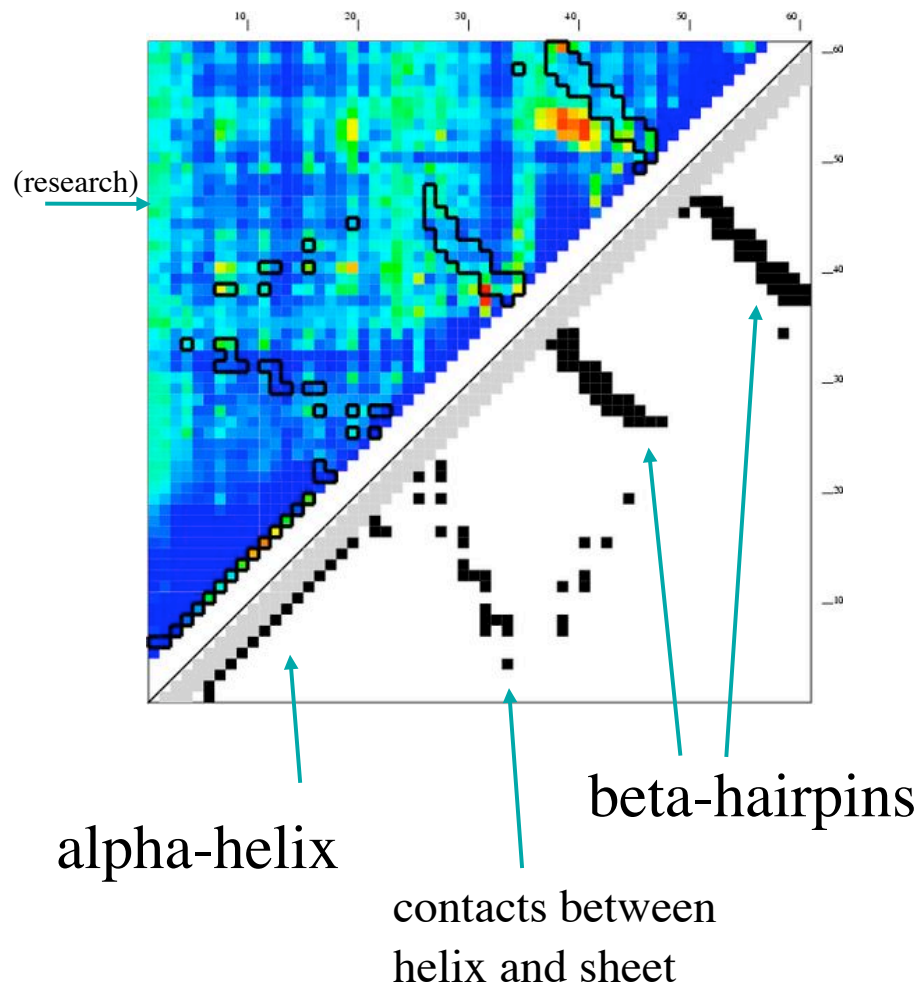 10 20 30 40 50 60
60
(research)
50
40
30
20
10
beta-hairpins
alpha-helix
contacts between
helix and sheet